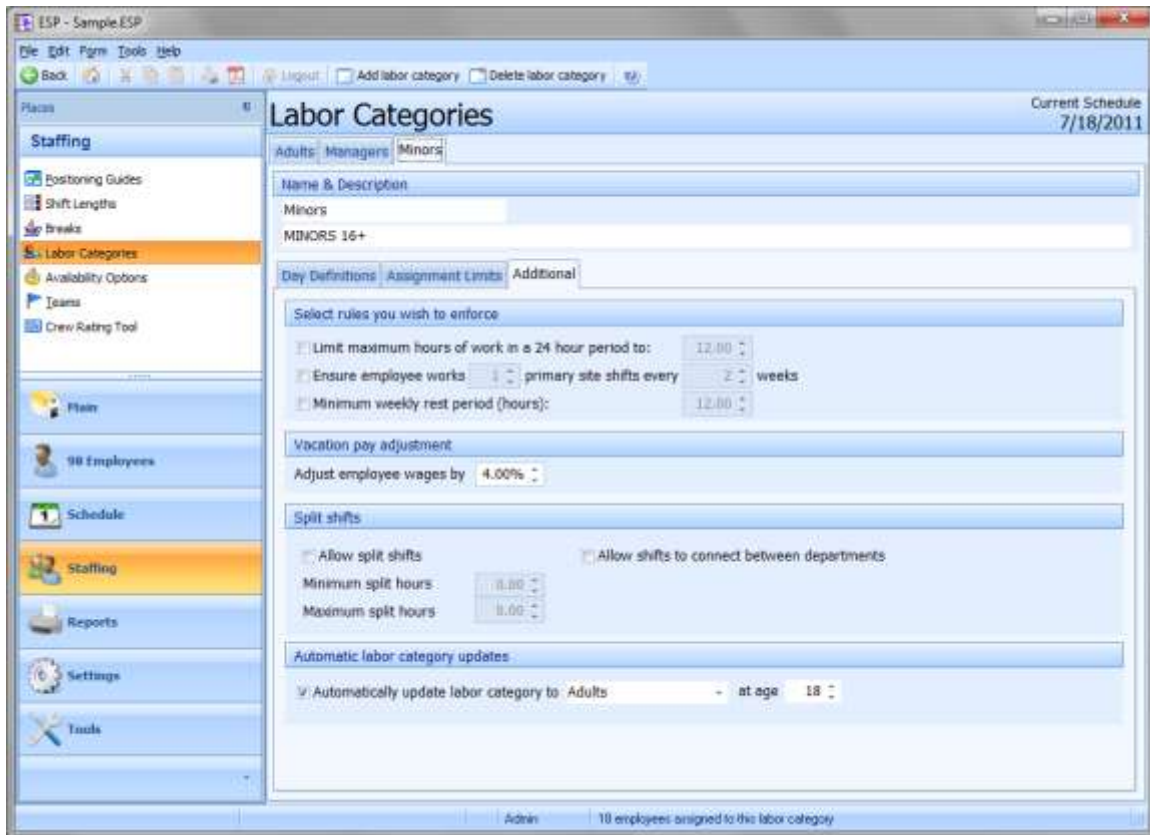 ESP - Sample.ESP
File Edit Form Tools Help
Back Logout Add labor category Delete labor category
Places
Staffing
Positioning Guides
Shift Lengths
Breaks
Labor Categories
Availability Options
Teams
Crew Rating Tool
Main
98 Employees
Schedule
Staffing
Reports
Settings
Tools
Labor Categories
Current Schedule
7/18/2011
Adults Managers Minors
Name & Description
Minors
MINORS 16+
Day Definitions Assignment Limits Additional
Select rules you wish to enforce
Limit maximum hours of work in a 24 hour period to: 12.00
Ensure employee works 1 primary site shifts every 2 weeks
Minimum weekly rest period (hours): 12.00
Vacation pay adjustment
Adjust employee wages by 4.00%
Split shifts
Allow split shifts Allow shifts to connect between departments
Minimum split hours
Maximum split hours
Automatic labor category updates
Automatically update labor category to Adults at age 18
Admin 18 employees assigned to this labor category